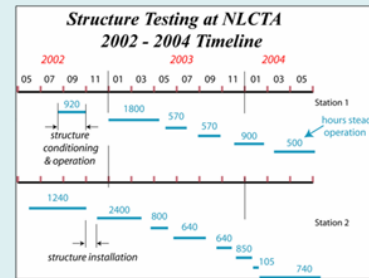 Structure Testing at NLCTA
2002 - 2004 Timeline
2002 2003 2004
05 07 09 11 01 03 05 07 09 11 01 03 05
Station 1
920 1800 570 570 900 500
hours steady
operation
structure
conditioning
& operation
Station 2
1240 2400 800 640 640 850 105 740
structure installation